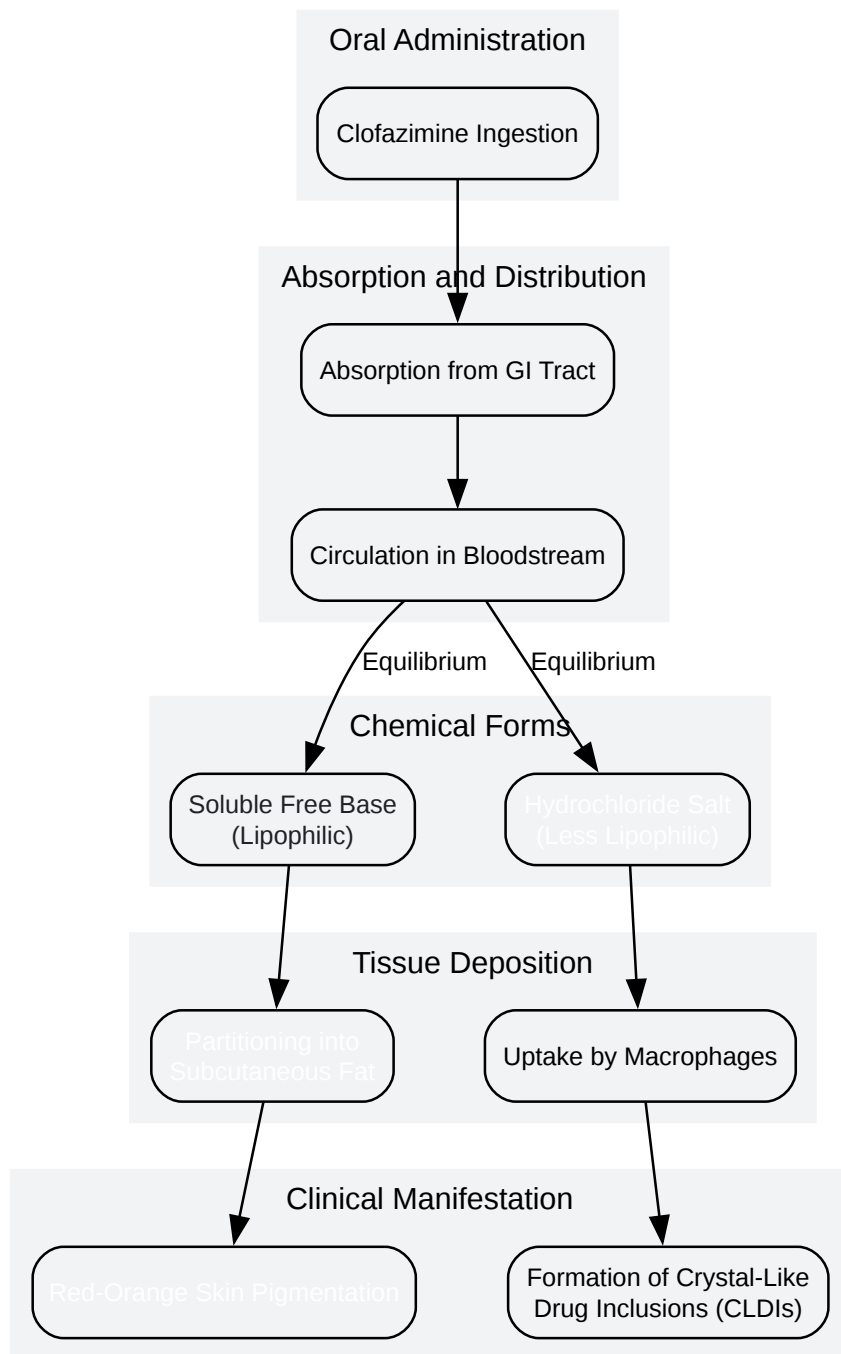 Oral Administration
Clofazimine Ingestion
Absorption and Distribution
Absorption from GI Tract
Circulation in Bloodstream
Equilibrium
Equilibrium
Chemical Forms
Soluble Free Base
(Lipophilic)
Hydrochloride Salt
(Less Lipophilic)
Tissue Deposition
Partitioning into
Subcutaneous Fat
Uptake by Macrophages
Clinical Manifestation
Red-Orange Skin Pigmentation
Formation of Crystal-Like
Drug Inclusions (CLDIs)